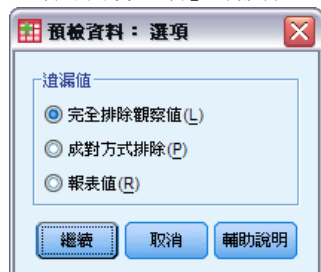 預檢資料： 選項
遺漏值
完全排除觀察值(L)
成對方式排除(P)
報表值(R)
繼續
取消
輔助說明